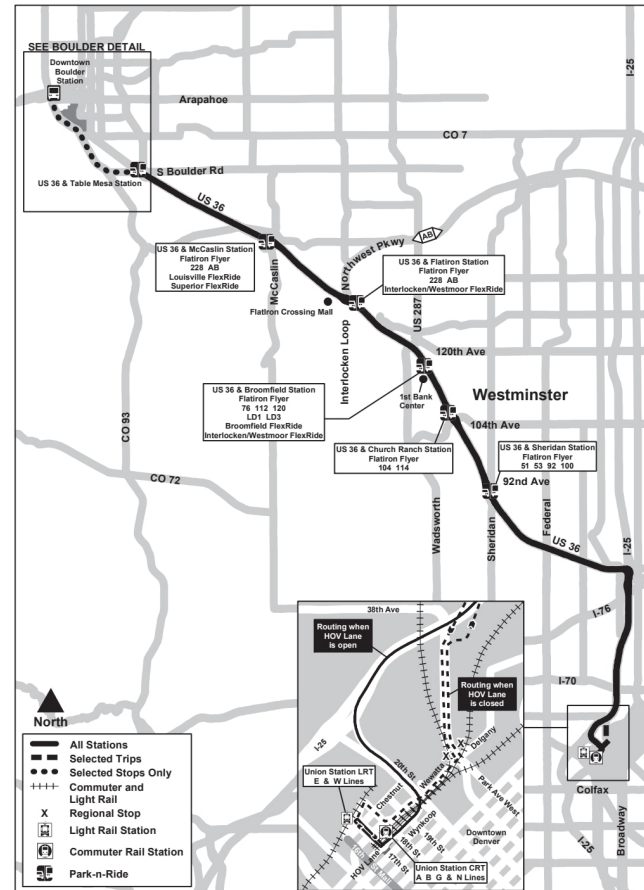 SEE BOULDER DETAIL
Downtown
Boulder
Station
Arapahoe
I-25
CO 7
S Boulder Rd
US 36 & Table Mesa Station
US 36
Northwest Pkwy
AB
US 36 & McCaslin Station
Flatiron Flyer
228 AB
Louisville FlexRide
Superior FlexRide
McCaslin
US 36 & Flatiron Station
Flatiron Flyer
228 AB
Interlocken/Westmoor FlexRide
FlatIron Crossing Mall
Interlocken Loop
US 287
120th Ave
US 36 & Broomfield Station
Flatiron Flyer
76 112 120
LD1 LD3
Broomfield FlexRide
Interlocken/Westmoor FlexRide
1st Bank
Center
Westminster
104th Ave
CO 93
US 36 & Church Ranch Station
Flatiron Flyer
104 114
US 36 & Sheridan Station
Flatiron Flyer
51 53 92 100
92nd Ave
CO 72
Wadsworth
Sheridan
Federal
US 36
I-25
I-76
I-70
38th Ave
Routing when
HOV Lane
is open
Routing when
HOV Lane
is closed
I-25
20th St
Chestnut
Wewatta
Delgany
Park Ave West
Union Station LRT
E & W Lines
Wynkoop
19th St
18th St
17th St
16th St Mall
HOV Lane
Downtown
Denver
Union Station CRT
A B G & N Lines
Colfax
Broadway
North
All Stations
Selected Trips
Selected Stops Only
Commuter and
Light Rail
X Regional Stop
Light Rail Station
Commuter Rail Station
Park-n-Ride